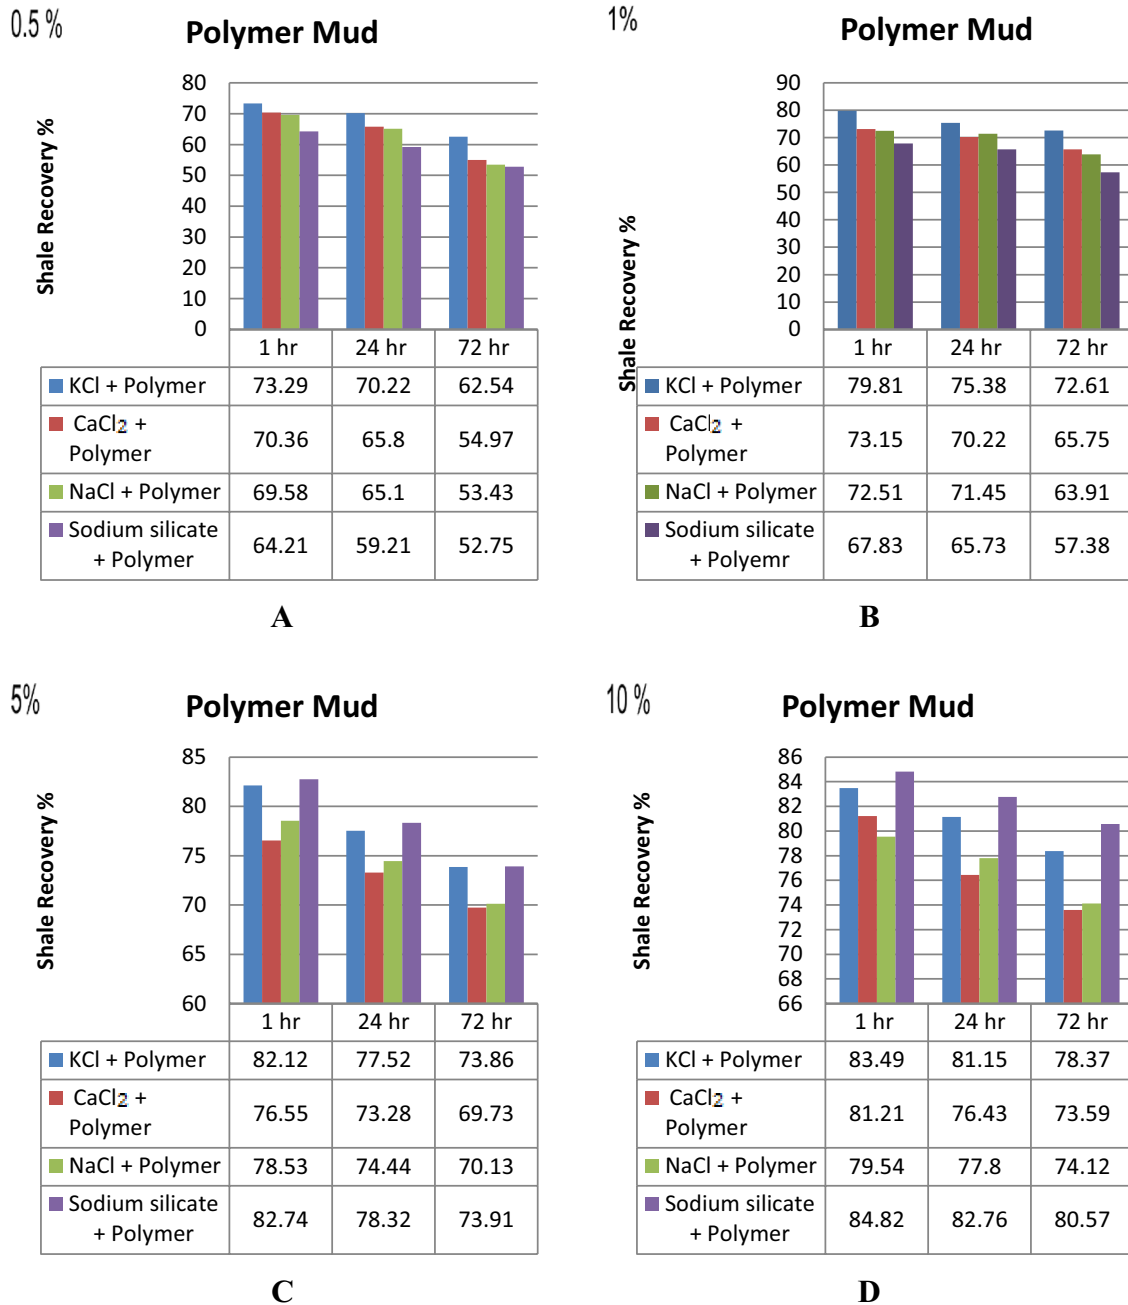 0.5 %
Polymer Mud
Shale Recovery %
80
70
60
50
40
30
20
10
0
1 hr 24 hr 72 hr
KCl + Polymer 73.29 70.22 62.54
CaCl2 +
Polymer 70.36 65.8 54.97
NaCl + Polymer 69.58 65.1 53.43
Sodium silicate
+ Polymer 64.21 59.21 52.75
A
1%
Polymer Mud
Shale Recovery %
90
80
70
60
50
40
30
20
10
0
1 hr 24 hr 72 hr
KCl + Polymer 79.81 75.38 72.61
CaCl2 +
Polymer 73.15 70.22 65.75
NaCl + Polymer 72.51 71.45 63.91
Sodium silicate
+ Polyemr 67.83 65.73 57.38
B
5%
Polymer Mud
Shale Recovery %
85
80
75
70
65
60
1 hr 24 hr 72 hr
KCl + Polymer 82.12 77.52 73.86
CaCl2 +
Polymer 76.55 73.28 69.73
NaCl + Polymer 78.53 74.44 70.13
Sodium silicate
+ Polymer 82.74 78.32 73.91
C
10 %
Polymer Mud
Shale Recovery %
86
84
82
80
78
76
74
72
70
68
66
1 hr 24 hr 72 hr
KCl + Polymer 83.49 81.15 78.37
CaCl2 +
Polymer 81.21 76.43 73.59
NaCl + Polymer 79.54 77.8 74.12
Sodium silicate
+ Polymer 84.82 82.76 80.57
D